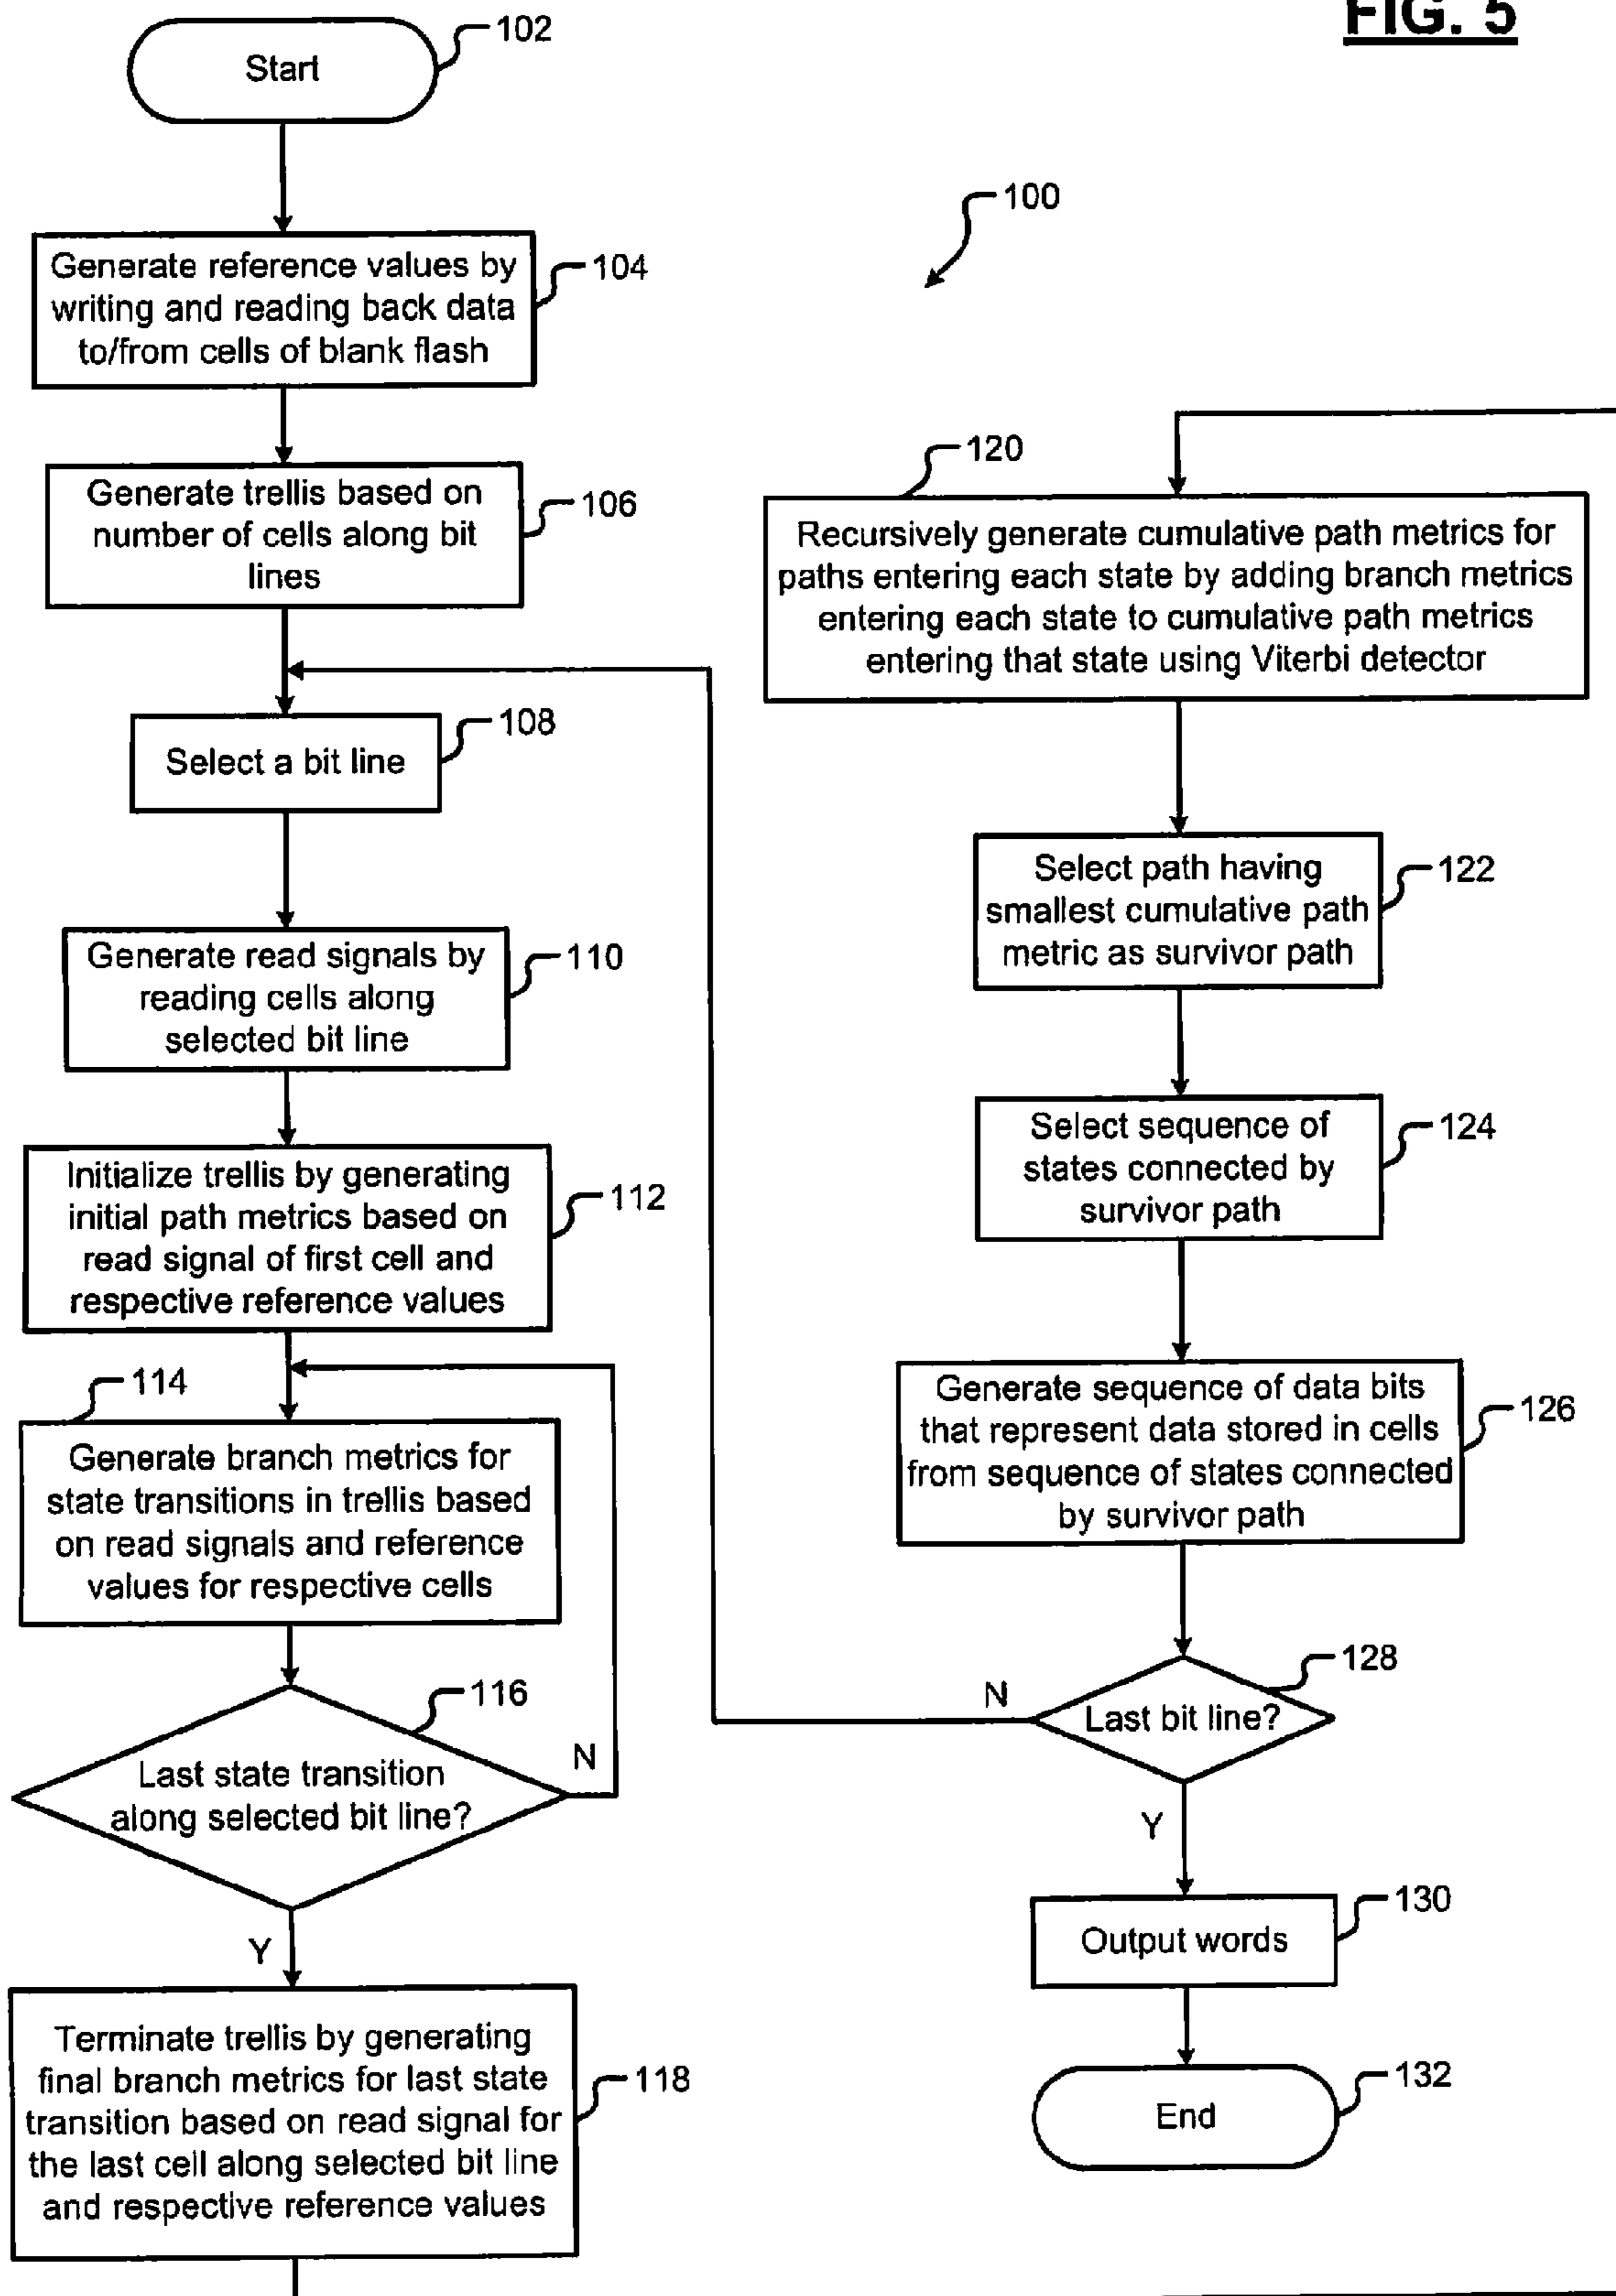 FIG. 5
102
Start
100
Generate reference values by
writing and reading back data
to/from cells of blank flash
104
Generate trellis based on
number of cells along bit
lines
106
Select a bit line
108
Generate read signals by
reading cells along
selected bit line
110
Initialize trellis by generating
initial path metrics based on
read signal of first cell and
respective reference values
112
114
Generate branch metrics for
state transitions in trellis based
on read signals and reference
values for respective cells
116
Last state transition
along selected bit line?
N
Y
Terminate trellis by generating
final branch metrics for last state
transition based on read signal for
the last cell along selected bit line
and respective reference values
118
120
Recursively generate cumulative path metrics for
paths entering each state by adding branch metrics
entering each state to cumulative path metrics
entering that state using Viterbi detector
Select path having
smallest cumulative path
metric as survivor path
122
Select sequence of
states connected by
survivor path
124
Generate sequence of data bits
that represent data stored in cells
from sequence of states connected
by survivor path
126
128
N
Last bit line?
Y
130
Output words
132
End